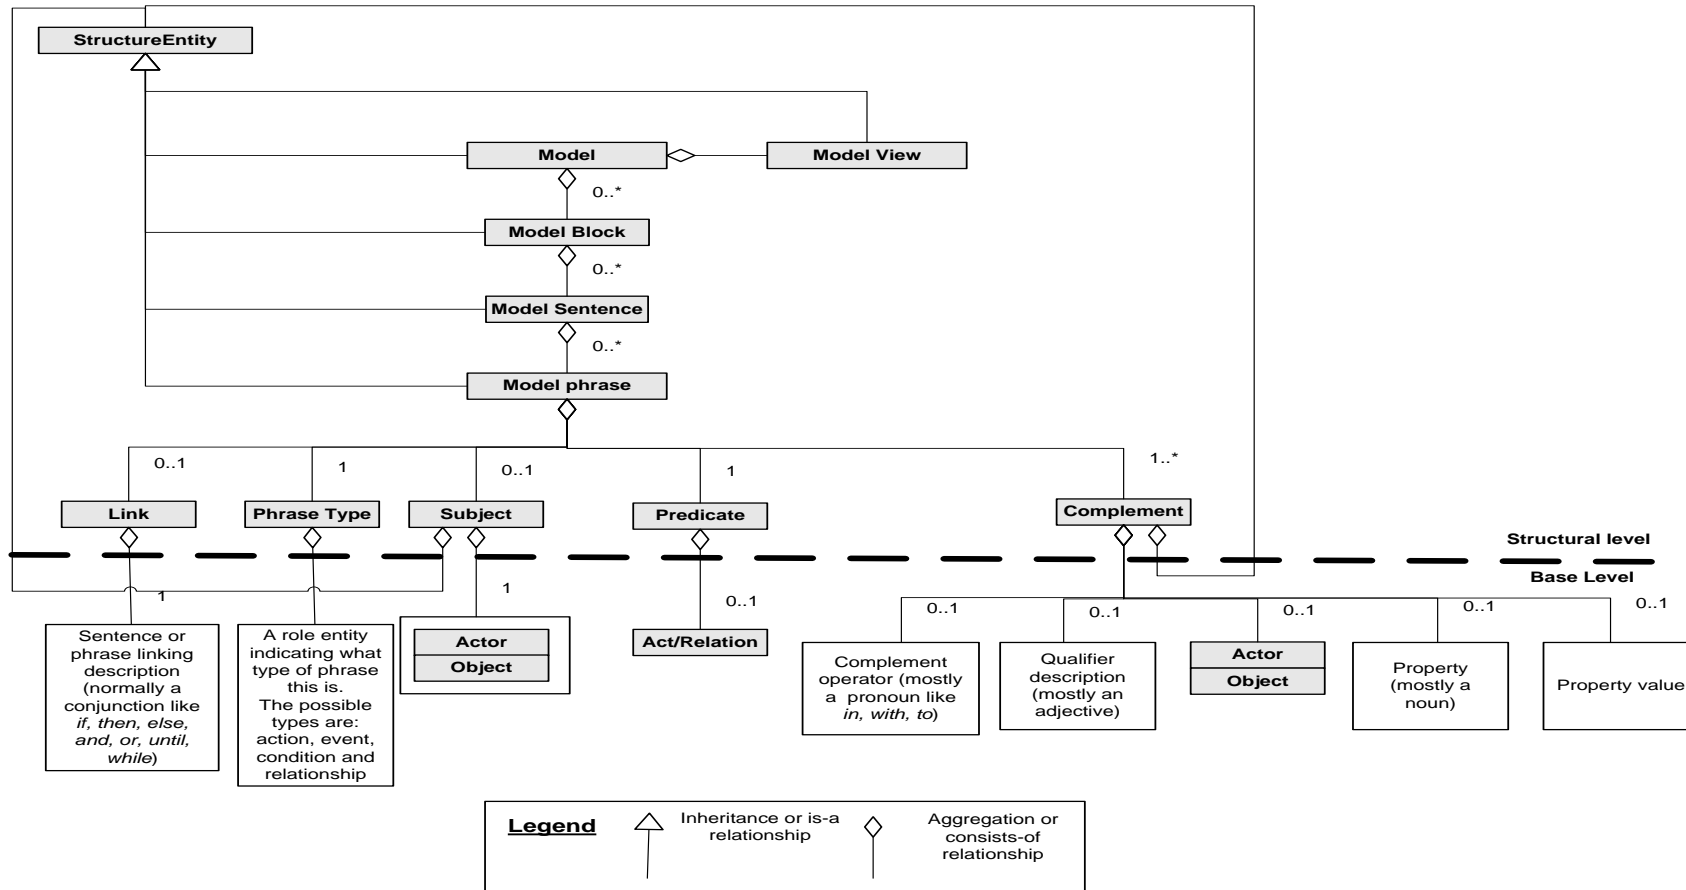 StructureEntity
Model
Model View
0..*
Model Block
0..*
Model Sentence
0..*
Model phrase
0..1
1
0..1
1
1..*
Link
Phrase Type
Subject
Predicate
Complement
Structural level
Base Level
1
1
0..1
0..1
0..1
0..1
0..1
0..1
Sentence or
phrase linking
description
(normally a
conjunction like
if, then, else,
and, or, until,
while)
A role entity
indicating what
type of phrase
this is.
The possible
types are:
action, event,
condition and
relationship
Actor
Object
Act/Relation
Complement
operator (mostly
a pronoun like
in, with, to)
Qualifier
description
(mostly an
adjective)
Actor
Object
Property
(mostly a
noun)
Property value
Legend
Inheritance or is-a
relationship
Aggregation or
consists-of
relationship